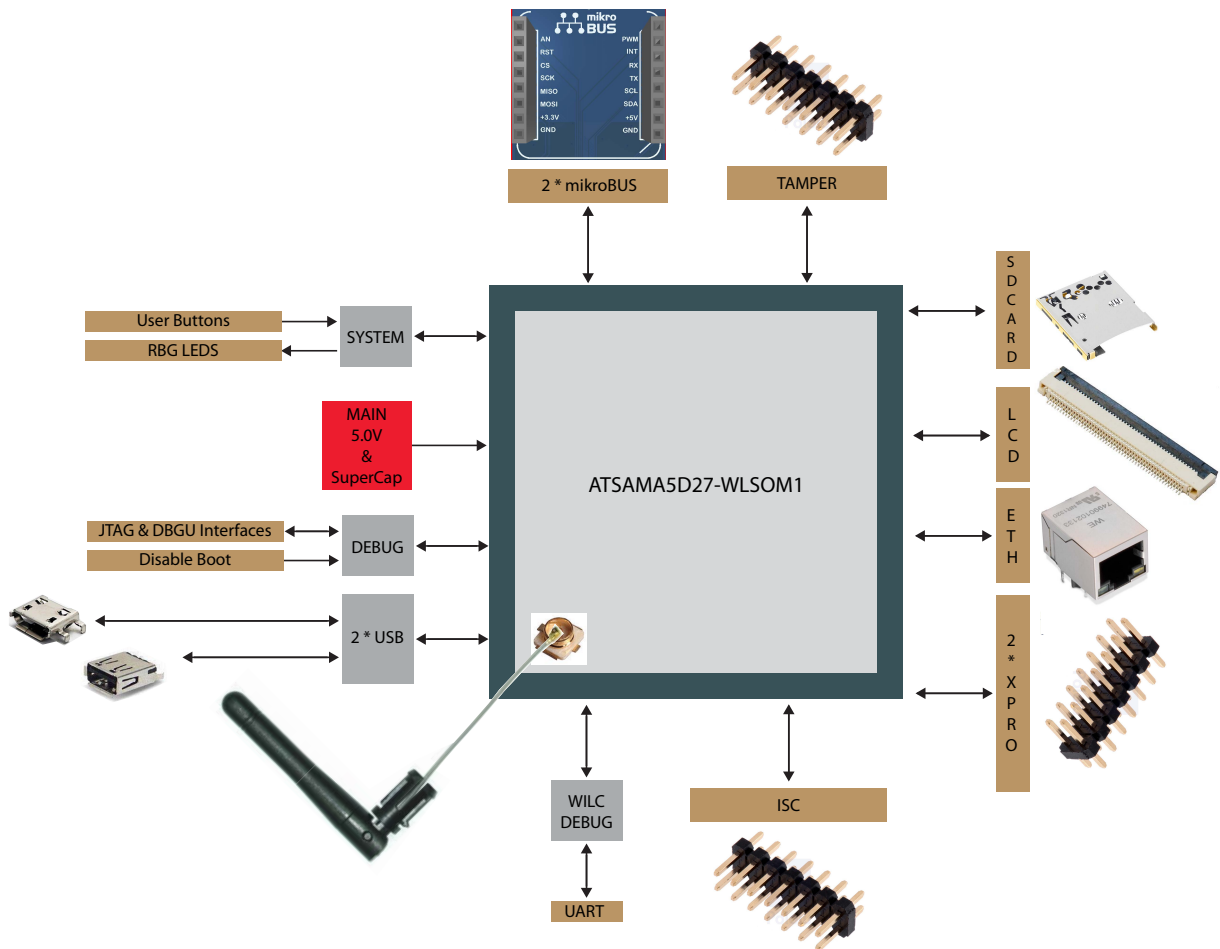 mikro
BUS
AN
RST
CS
SCK
MISO
MOSI
+3.3V
GND
PWM
INT
RX
TX
SCL
SDA
+5V
GND
2 * mikroBUS
TAMPER
User Buttons
RBG LEDS
SYSTEM
MAIN
5.0V
&
SuperCap
JTAG & DBGU Interfaces
Disable Boot
DEBUG
2 * USB
ATSAMA5D27-WLSOM1
S
D
C
A
R
D
L
C
D
E
T
H
WE
2
*
X
P
R
O
WILC
DEBUG
UART
ISC